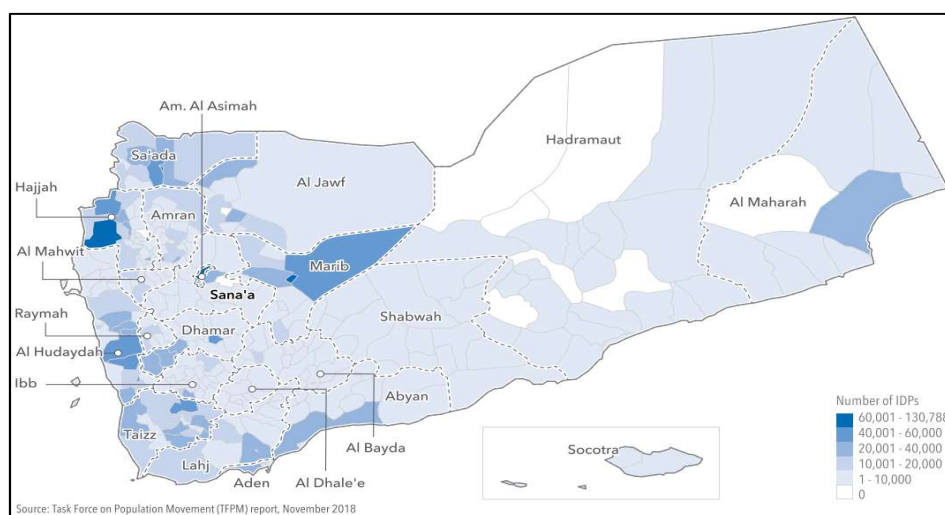 Am. Al Asimah
Hadramaut
Sa'ada
Al Jawf
Hajjah
Amran
Al Maharah
Al Mahwit
Marib
Sana'a
Raymah
Shabwah
Dhamar
Al Hudaydah
Ibb
Abyan
Taizz
Al Bayda
Lahj
Aden
Al Dhale'e
Socotra
Number of IDPs
60,001 - 130,788
40,001 - 60,000
20,001 - 40,000
10,001 - 20,000
1 - 10,000
0
Source: Task Force on Population Movement (TFPM) report, November 2018